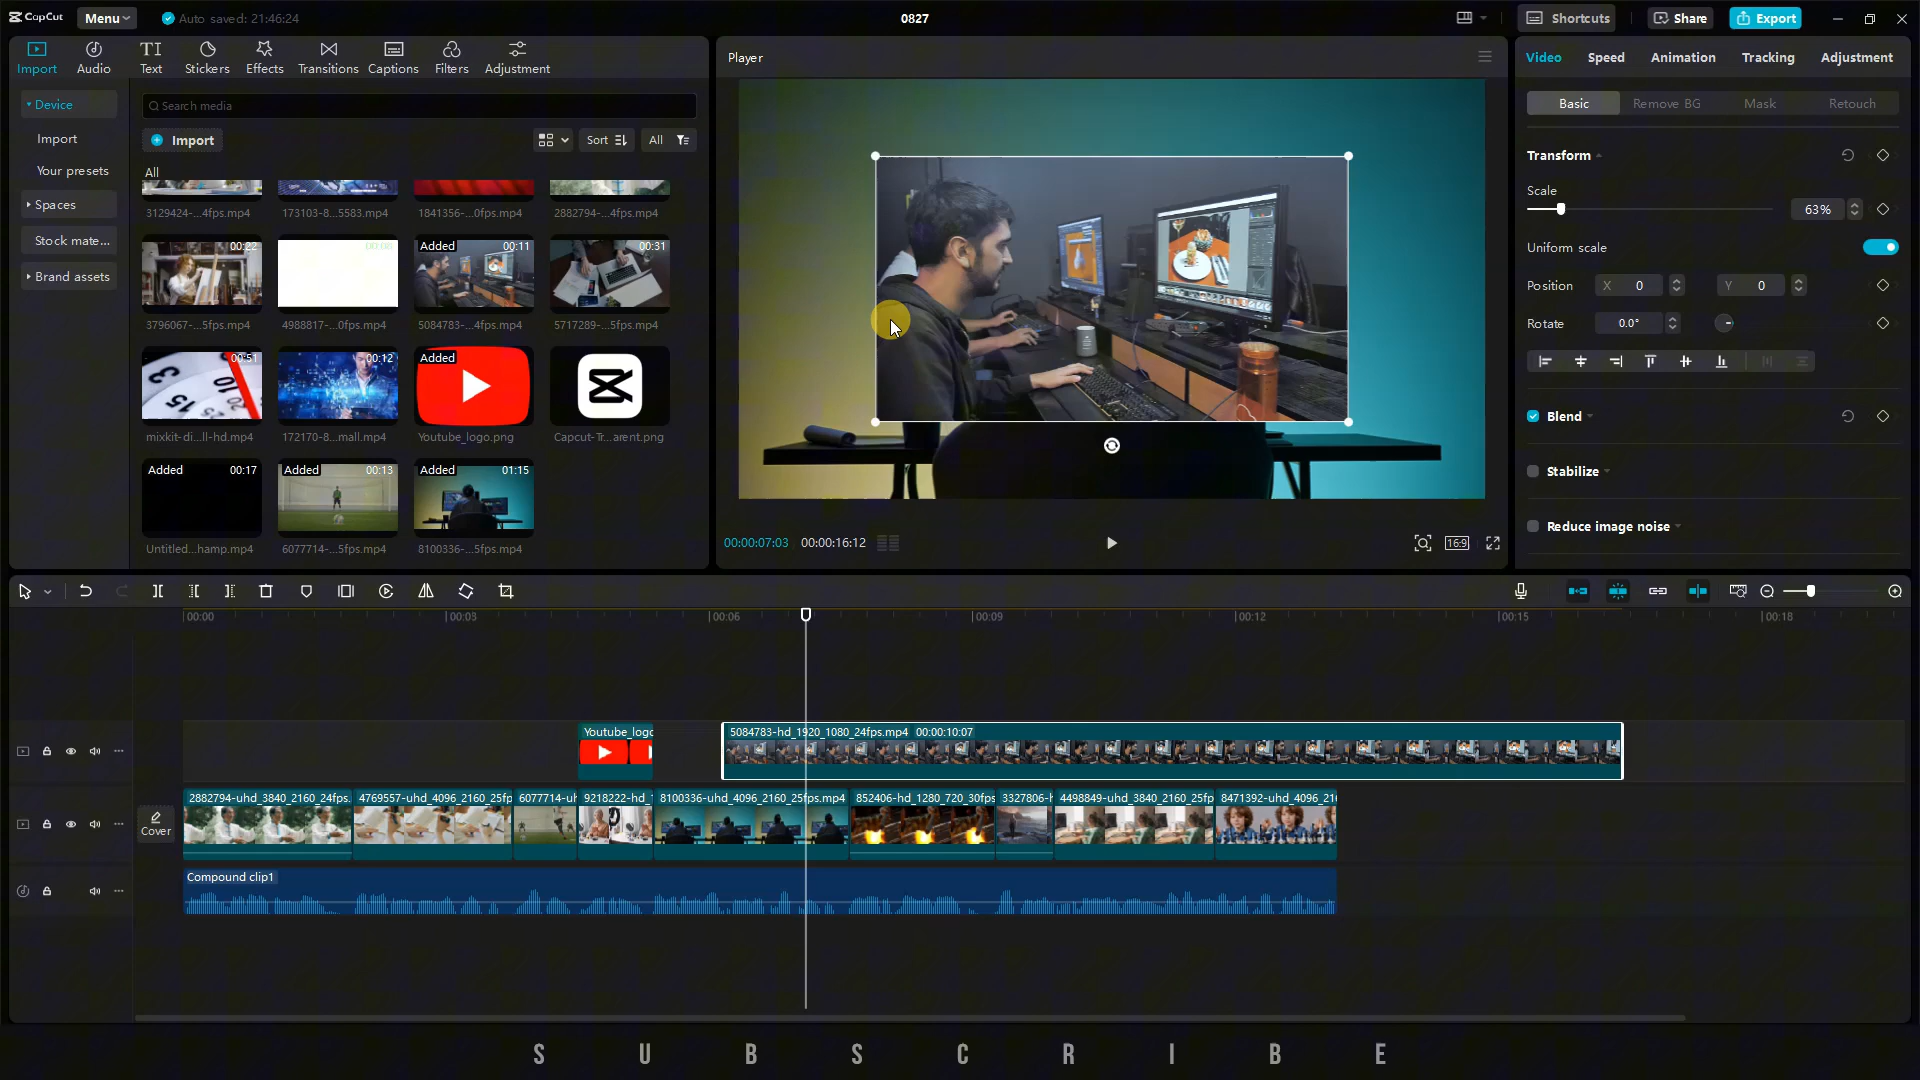 CapCut
Menu
Auto saved: 21:46:24
0827
Shortcuts
Share
Export
Import
Audio
TI
Text
Stickers
Effects
Transitions
Captions
Filters
Adjustment
Device
Import
Your presets
Spaces
Stock mate...
Brand assets
Search media
Import
Sort
All
All
3129424-...4fps.mp4
173103-8...5583.mp4
1841356-...0fps.mp4
2882794-...4fps.mp4
00:22
Added
00:11
00:31
3796067-...5fps.mp4
4988817-...0fps.mp4
5084783-...4fps.mp4
5717289-...5fps.mp4
00:51
00:12
Added
mixkit-di...ll-hd.mp4
172170-8...mall.mp4
Youtube_logo.png
Capcut-Tr...arent.png
Added
00:17
Added
00:13
Added
01:15
Untitled...hamp.mp4
6077714-...5fps.mp4
8100336-...5fps.mp4
Player
00:00:07:03
00:00:16:12
16:9
Video
Speed
Animation
Tracking
Adjustment
Basic
Remove BG
Mask
Retouch
Transform
Scale
63%
Uniform scale
Position
X 0
Y 0
Rotate
0.0°
Blend
Stabilize
Reduce image noise
00:00
00:03
00:06
00:09
00:12
00:15
00:18
Youtube_logo
5084783-hd_1920_1080_24fps.mp4 00:00:10:07
Cover
2882794-uhd_3840_2160_24fps.
4769557-uhd_4096_2160_25fp
6077714-uh
9218222-hd_
8100336-uhd_4096_2160_25fps.mp4
852406-hd_1280_720_30fps
3327806-h
4498849-uhd_3840_2160_25fp
8471392-uhd_4096_216
Compound clip1
S U B S C R I B E